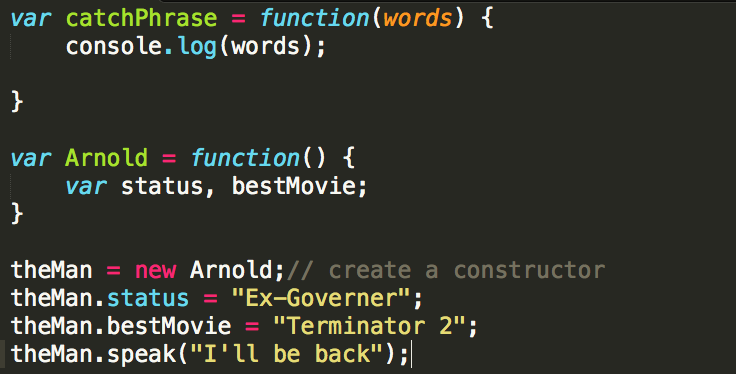 var catchPhrase = function(words) {
    console.log(words);
}
var Arnold = function() {
    var status, bestMovie;
}
theMan = new Arnold;// create a constructor
theMan.status = "Ex-Governer";
theMan.bestMovie = "Terminator 2";
theMan.speak("I'll be back");